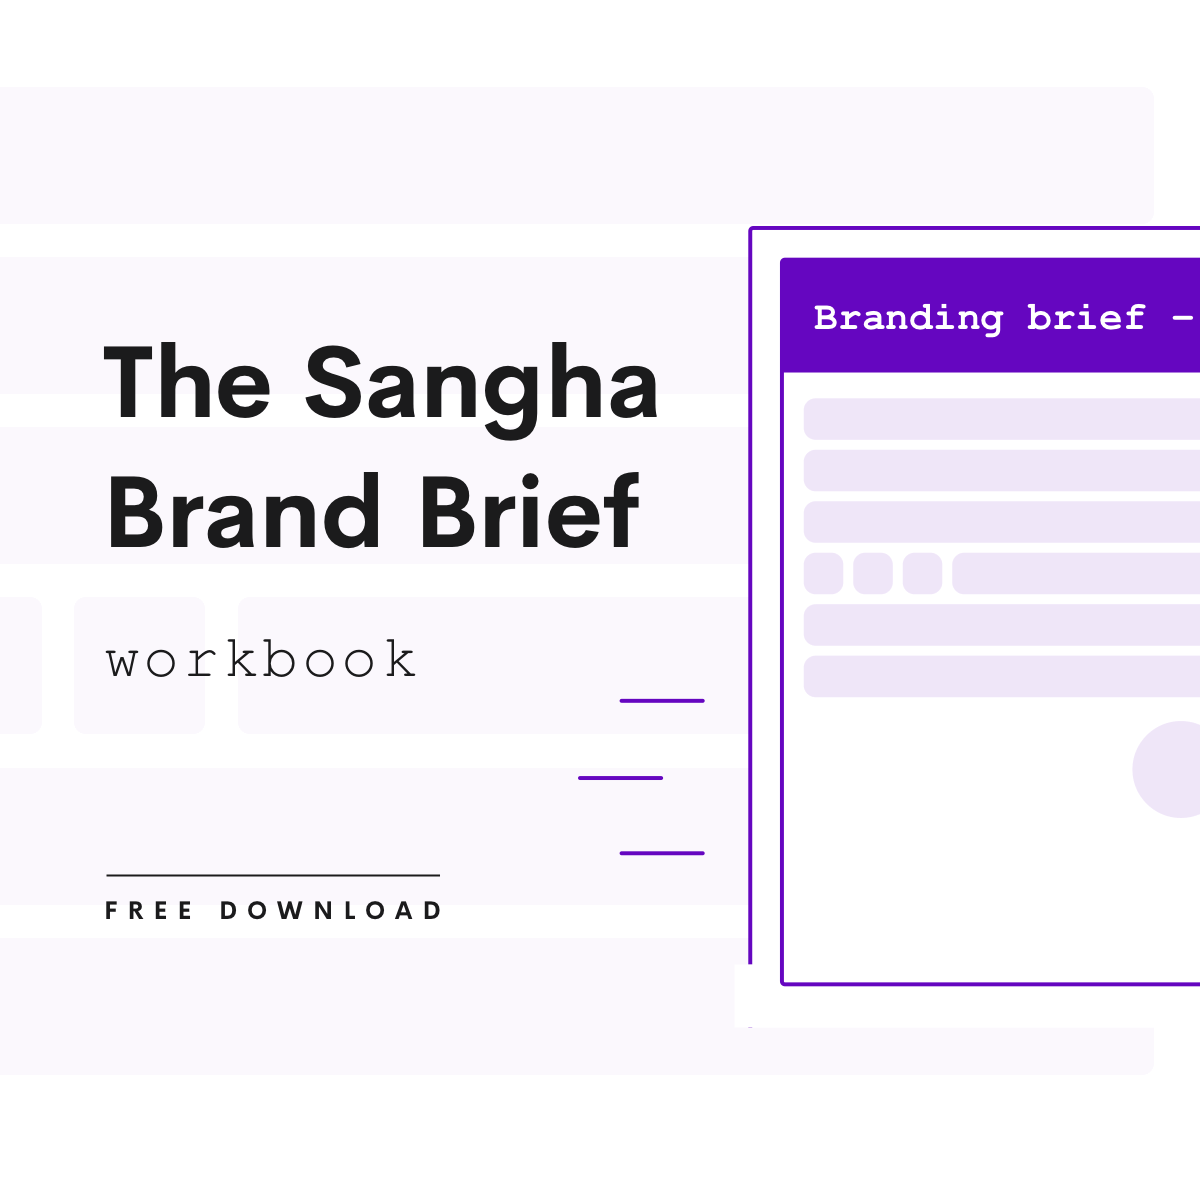 The Sangha
Brand Brief
workbook
FREE DOWNLOAD
Branding brief –